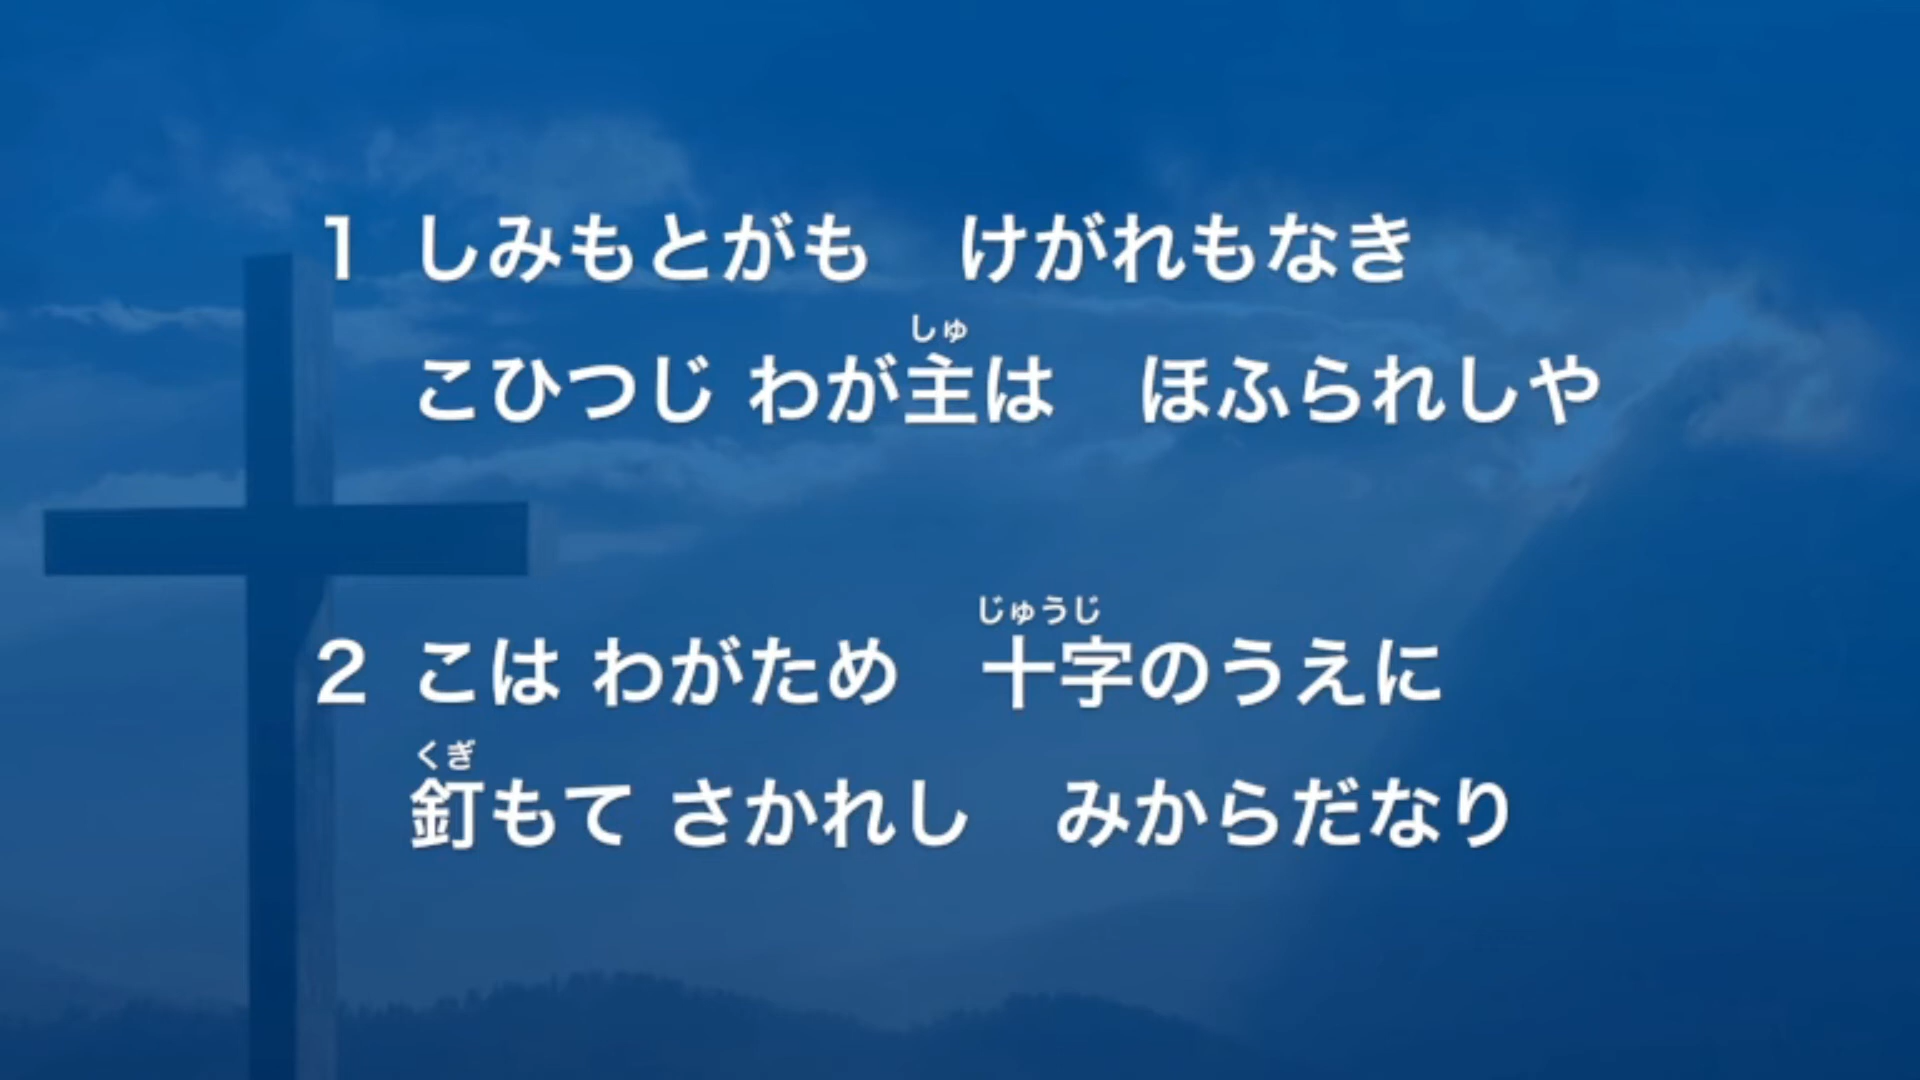 1 しみもとがも　けがれもなき
しゅ
こひつじ わが主は　ほふられしや
じゅうじ
2 こは わがため　十字のうえに
くぎ
釘もて さかれし　みからだなり